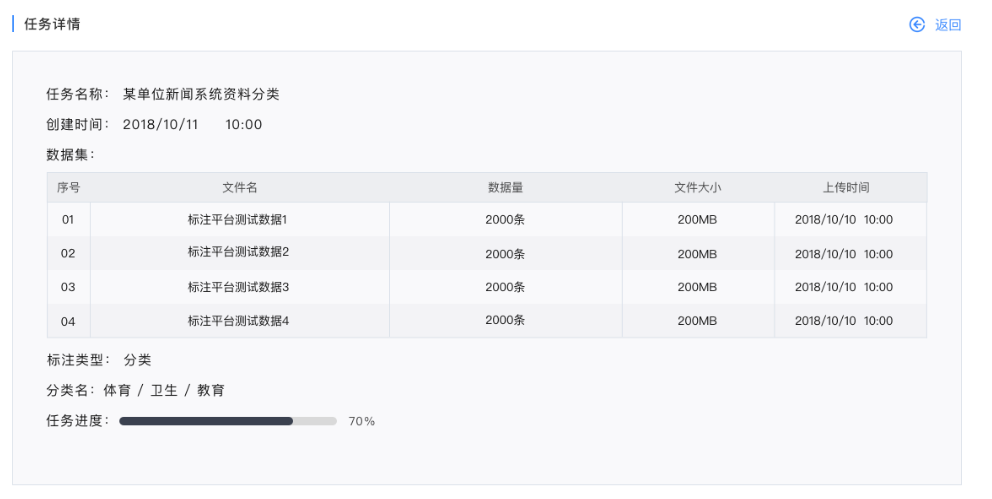 任务详情 返回
任务名称： 某单位新闻系统资料分类
创建时间： 2018/10/11 10:00
数据集：
序号 文件名 数据量 文件大小 上传时间
01 标注平台测试数据1 2000条 200MB 2018/10/10 10:00
02 标注平台测试数据2 2000条 200MB 2018/10/10 10:00
03 标注平台测试数据3 2000条 200MB 2018/10/10 10:00
04 标注平台测试数据4 2000条 200MB 2018/10/10 10:00
标注类型： 分类
分类名：体育 / 卫生 / 教育
任务进度： 70%